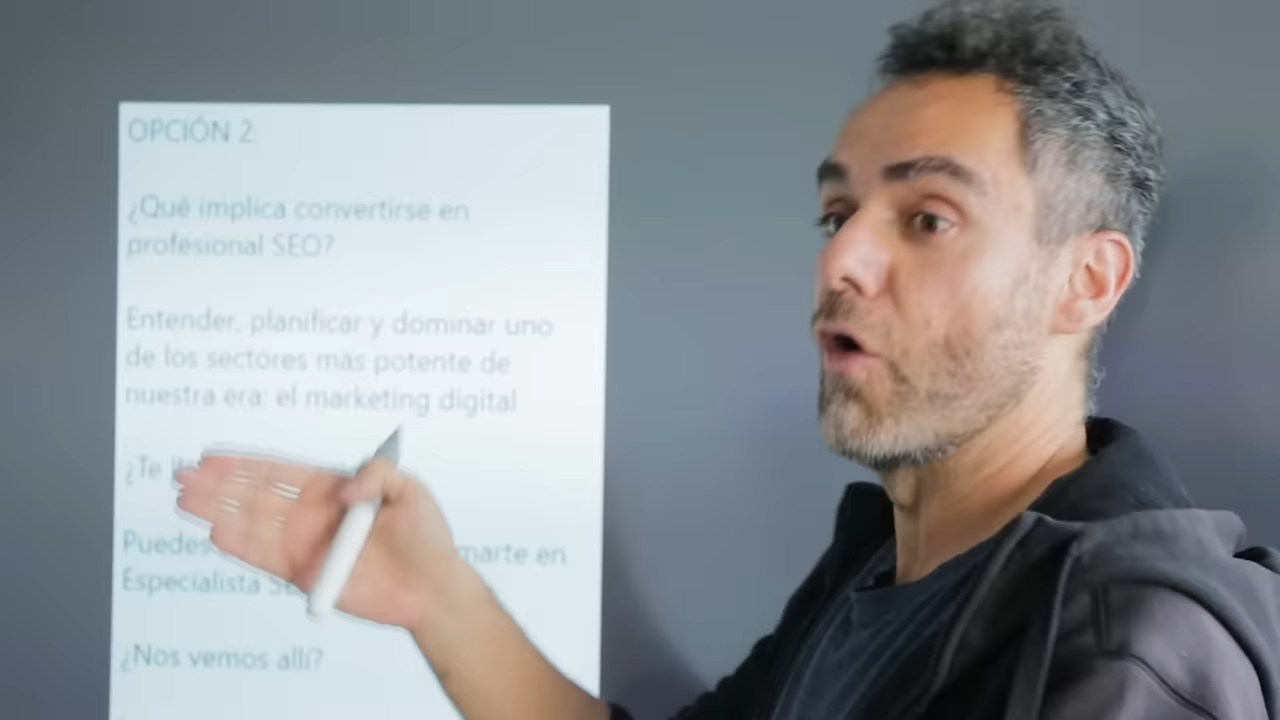 OPCIÓN 2:
¿Qué implica convertirse en
profesional SEO?
Entender, planificar y dominar uno
de los sectores más potente de
nuestra era: el marketing digital
¿Te
Puedes marte en
Especialista
¿Nos vemos allí?